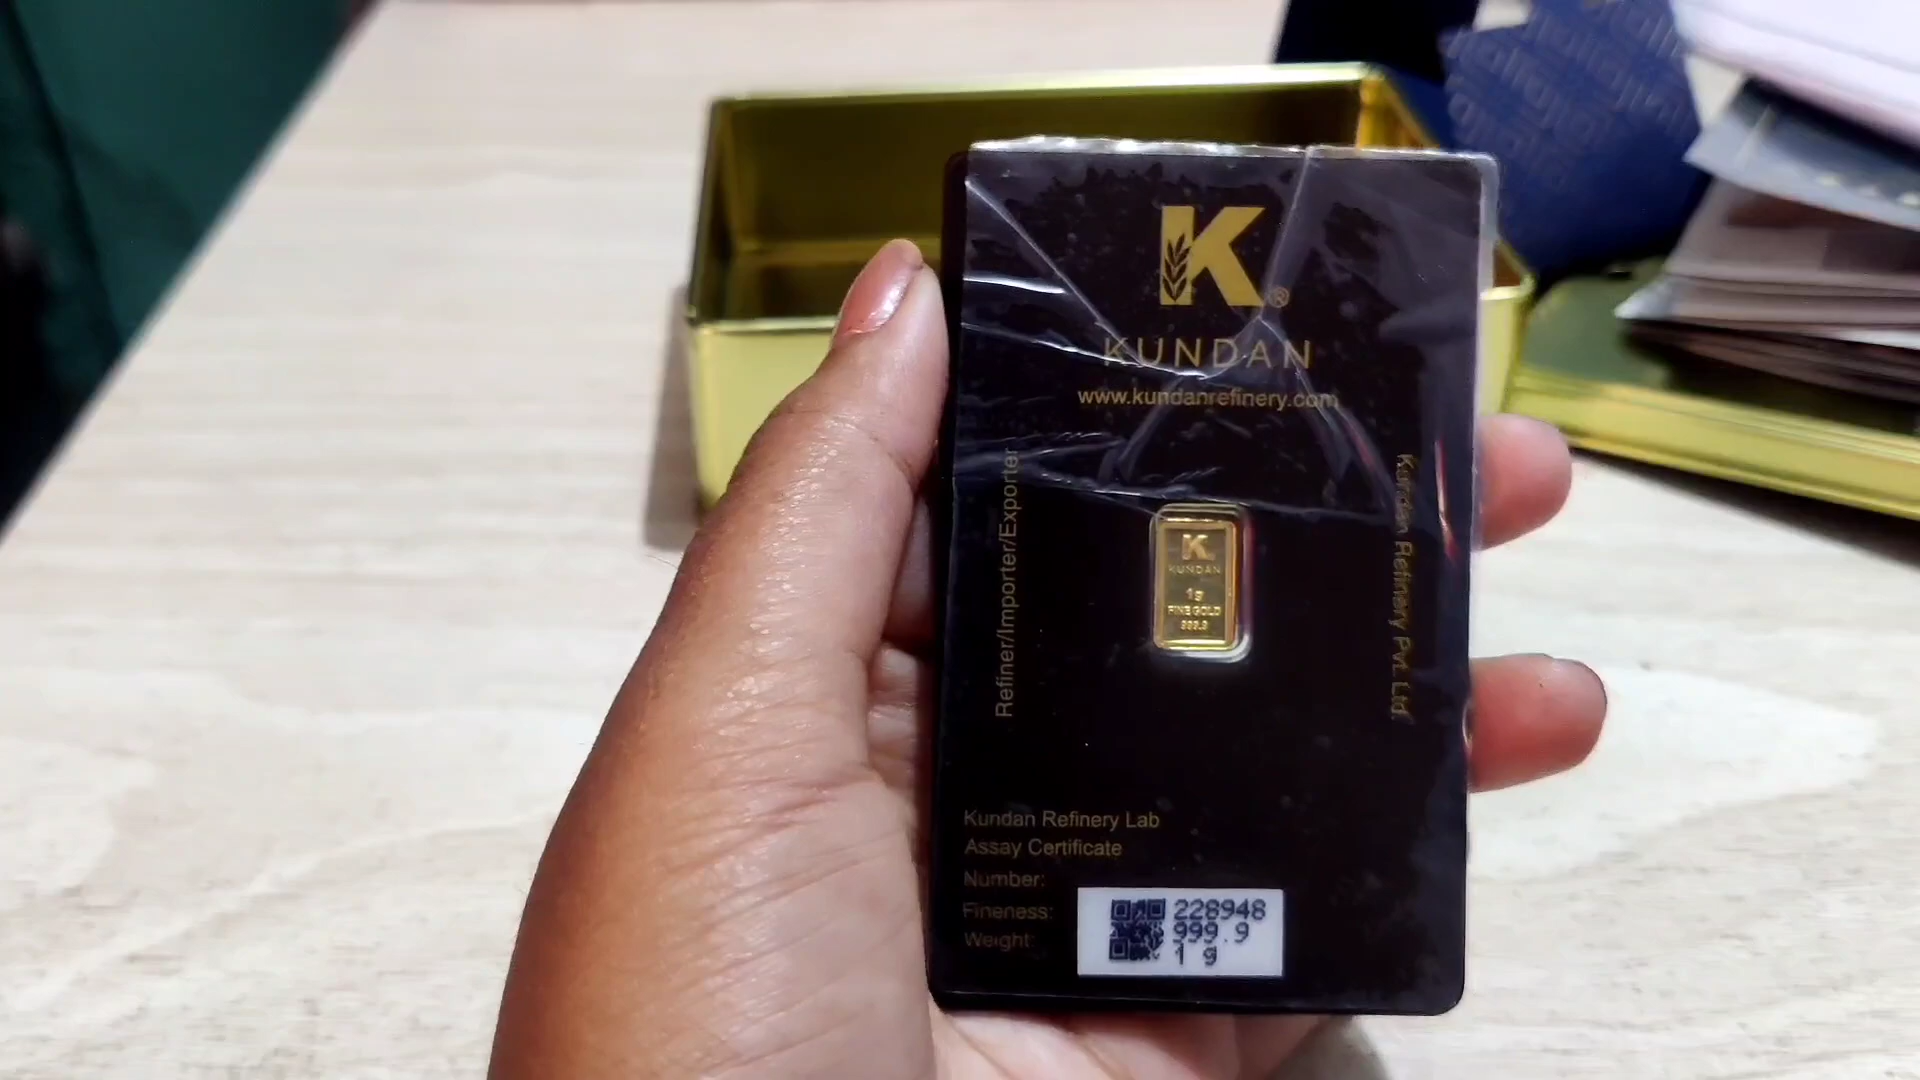 K®
KUNDAN
www.kundanrefinery.com
Refiner/Importer/Exporter
Kundan Refinery Pvt. Ltd.
K
KUNDAN
1g
FINE GOLD
999.9
Kundan Refinery Lab
Assay Certificate
Number: 228948
Fineness: 999.9
Weight: 1 g